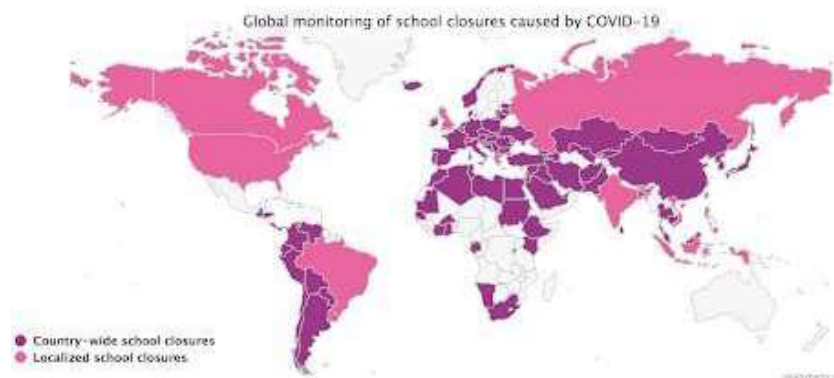 Global monitoring of school closures caused by COVID-19
Country-wide school closures
Localized school closures